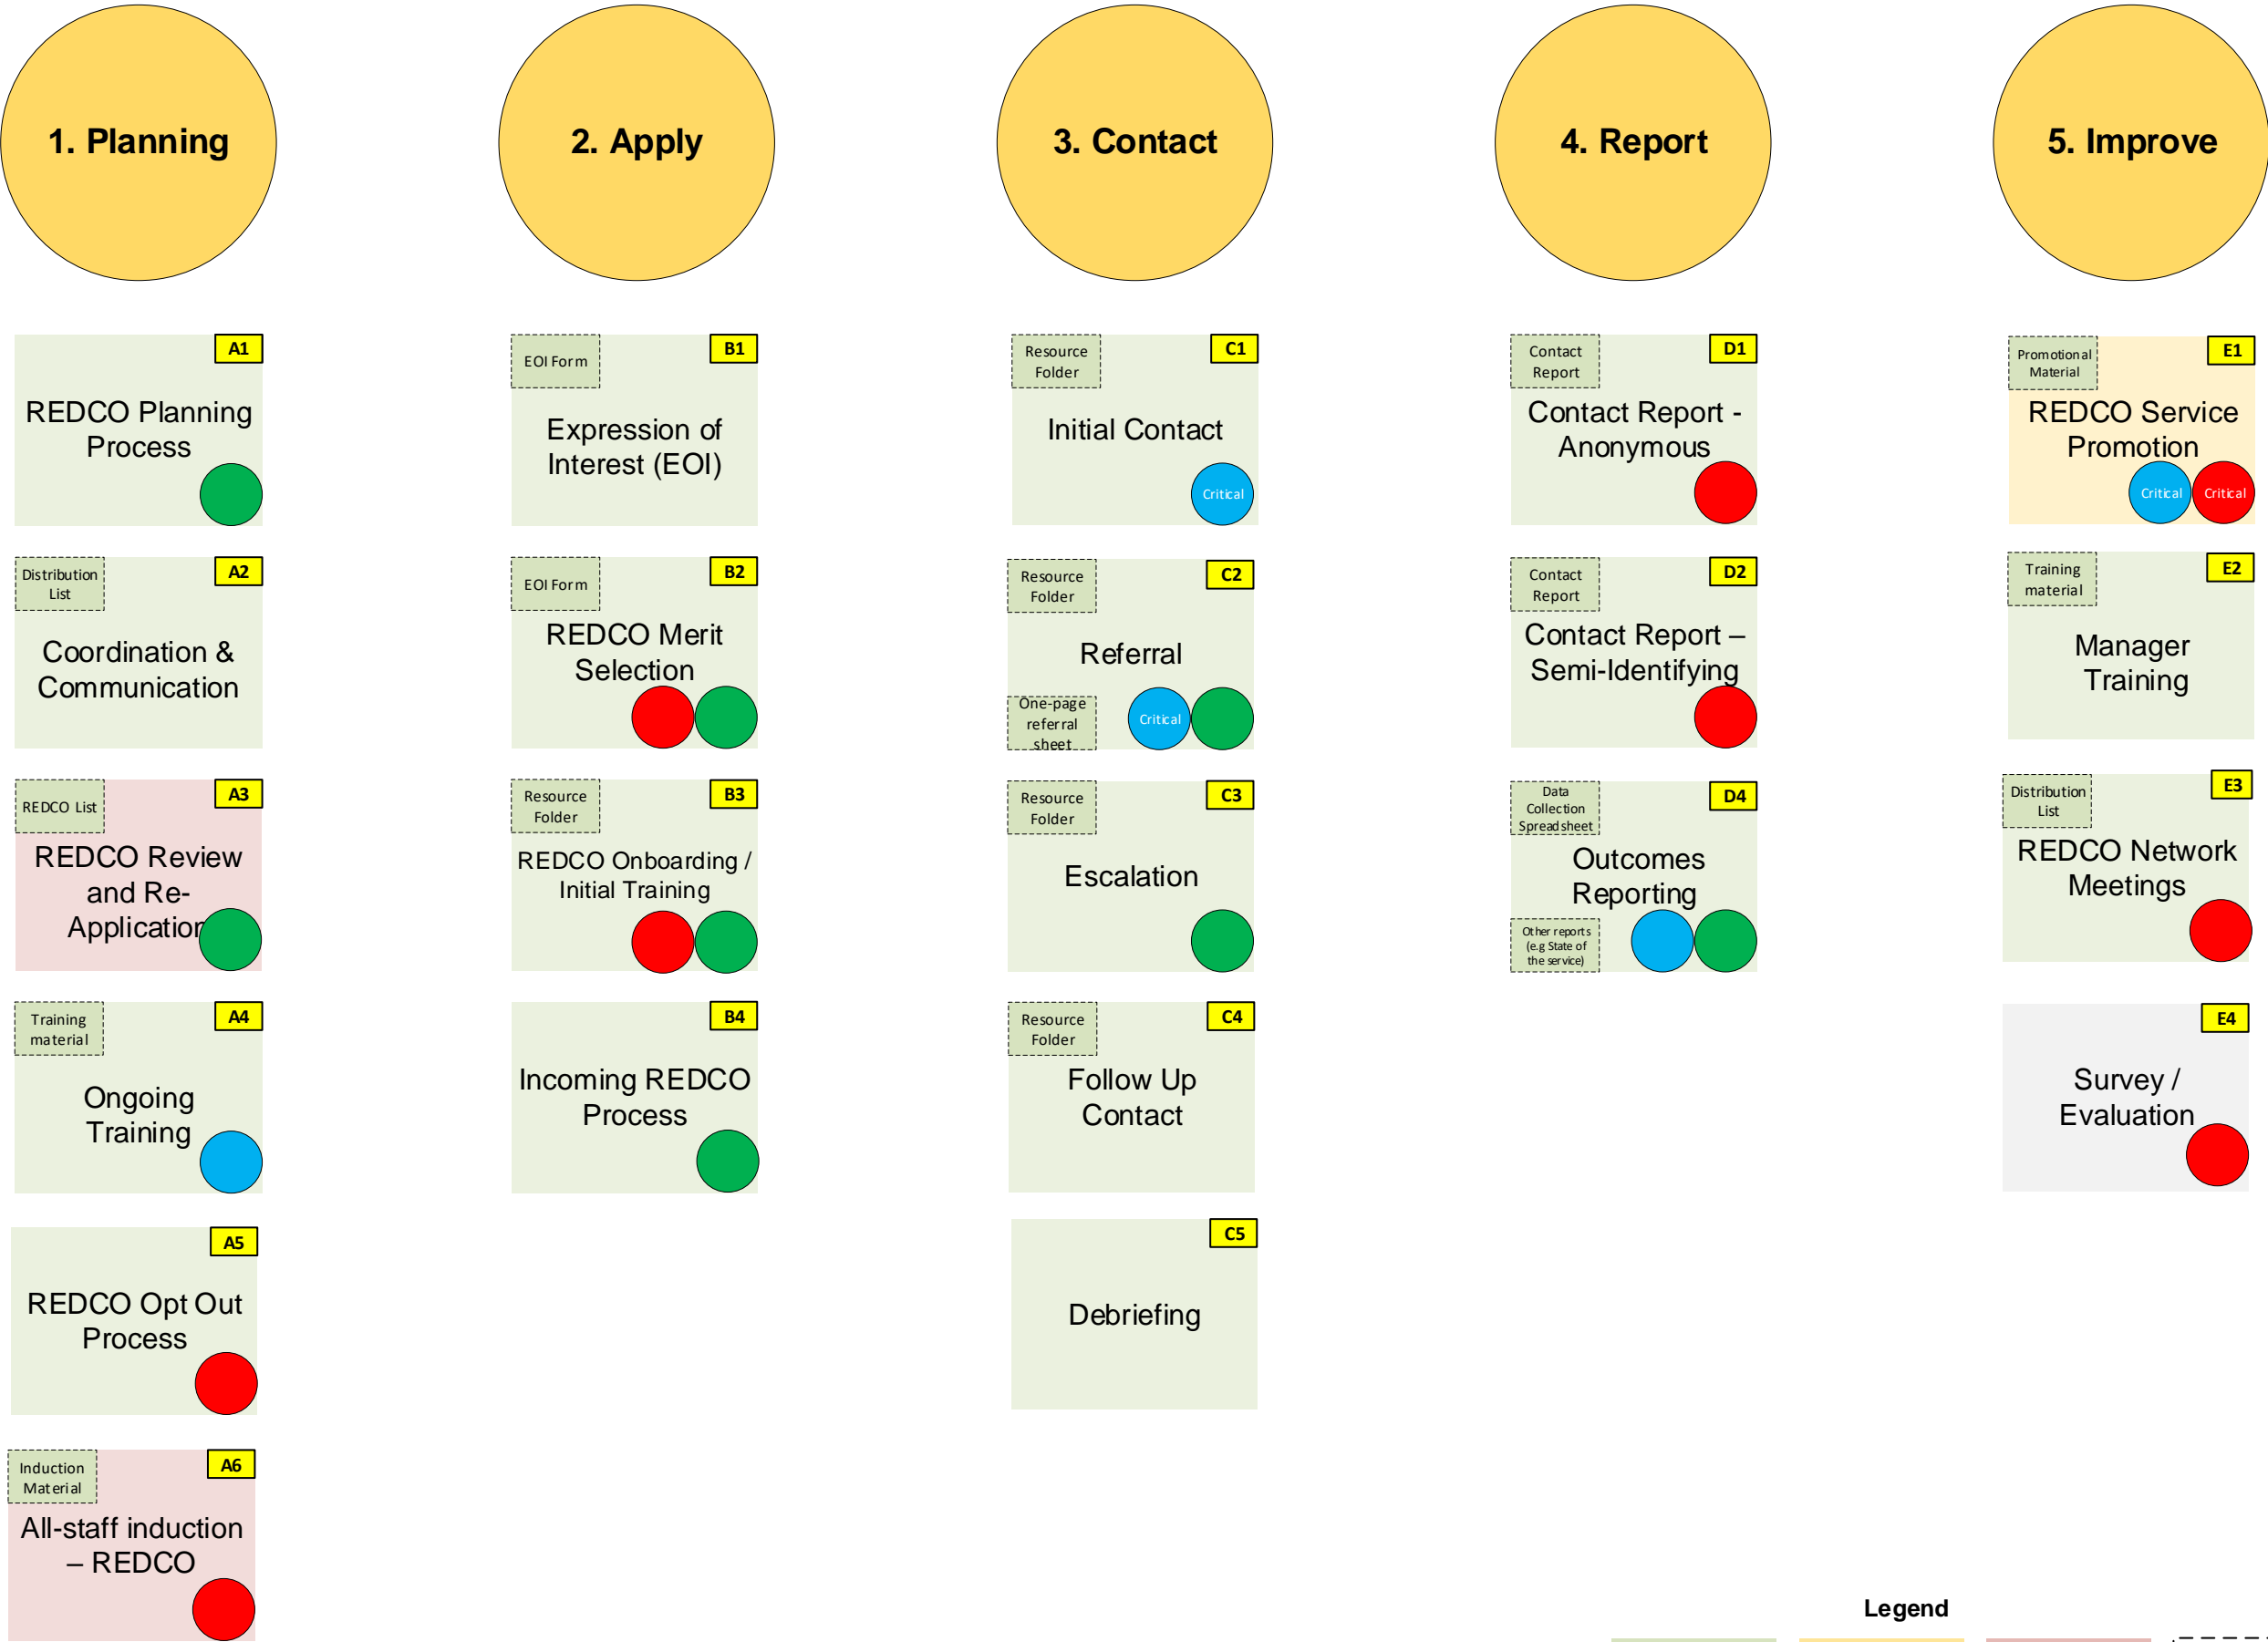 1. Planning
2. Apply
3. Contact
4. Report
5. Improve
A1
REDCO Planning
Process
Distribution
List
A2
Coordination &
Communication
REDCO List
A3
REDCO Review
and Re-
Application
Training
material
A4
Ongoing
Training
A5
REDCO Opt Out
Process
Induction
Material
A6
All-staff induction
– REDCO
EOI Form
B1
Expression of
Interest (EOI)
EOI Form
B2
REDCO Merit
Selection
Resource
Folder
B3
REDCO Onboarding /
Initial Training
B4
Incoming REDCO
Process
Resource
Folder
C1
Initial Contact
Critical
Resource
Folder
C2
Referral
One-page
referral
sheet
Critical
Resource
Folder
C3
Escalation
Resource
Folder
C4
Follow Up
Contact
C5
Debriefing
Contact
Report
D1
Contact Report -
Anonymous
Contact
Report
D2
Contact Report –
Semi-Identifying
Data
Collection
Spreadsheet
D4
Outcomes
Reporting
Other reports
(e.g State of
the service)
Promotional
Material
E1
REDCO Service
Promotion
Critical
Critical
Training
material
E2
Manager
Training
Distribution
List
E3
REDCO Network
Meetings
E4
Survey /
Evaluation
Legend